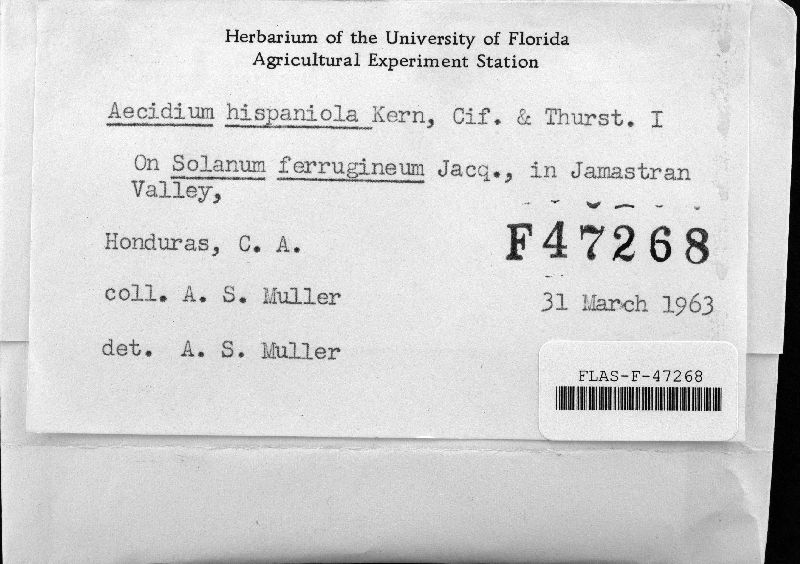 Herbarium of the University of Florida
Agricultural Experiment Station
Aecidium hispaniola Kern, Cif. & Thurst. I
On Solanum ferrugineum Jacq., in Jamastran
Valley,
Honduras, C. A.
F47268
coll. A. S. Muller
31 March 1963
det. A. S. Muller
FLAS-F-47268